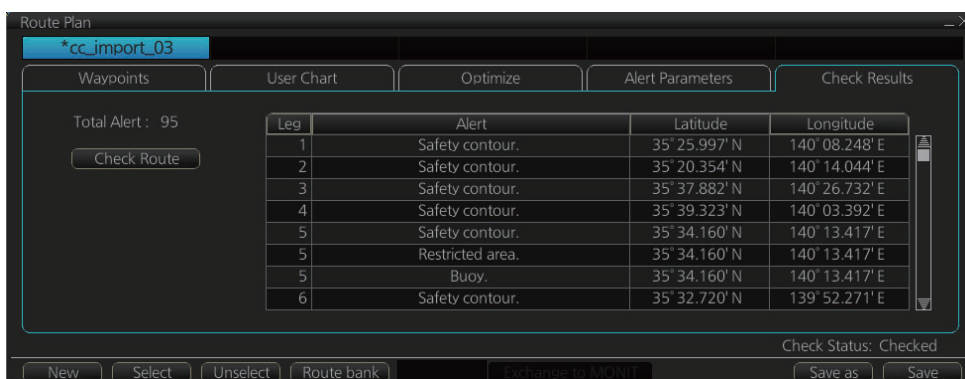 Route Plan
*cc_import_03
Waypoints User Chart Optimize Alert Parameters Check Results
Total Alert : 95
Check Route
Leg Alert Latitude Longitude
1 Safety contour. 35°25.997' N 140°08.248' E
2 Safety contour. 35°20.354' N 140°14.044' E
3 Safety contour. 35°37.882' N 140°26.732' E
4 Safety contour. 35°39.323' N 140°03.392' E
5 Safety contour. 35°34.160' N 140°13.417' E
5 Restricted area. 35°34.160' N 140°13.417' E
5 Buoy. 35°34.160' N 140°13.417' E
6 Safety contour. 35°32.720' N 139°52.271' E
Check Status: Checked
New Select Unselect Route bank Exchange to MONIT Save as Save